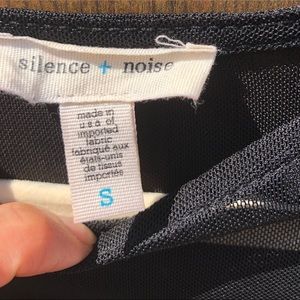 silence + noise
made in
u s a of
imported
fabric
fabriqué aux
états-unis
de tissus
importés
S